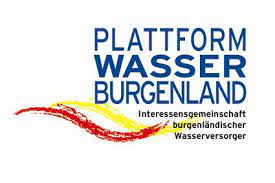 PLATTFORM
WASSER
BURGENLAND
Interessensgemeinschaft
burgenländischer
Wasserversorger